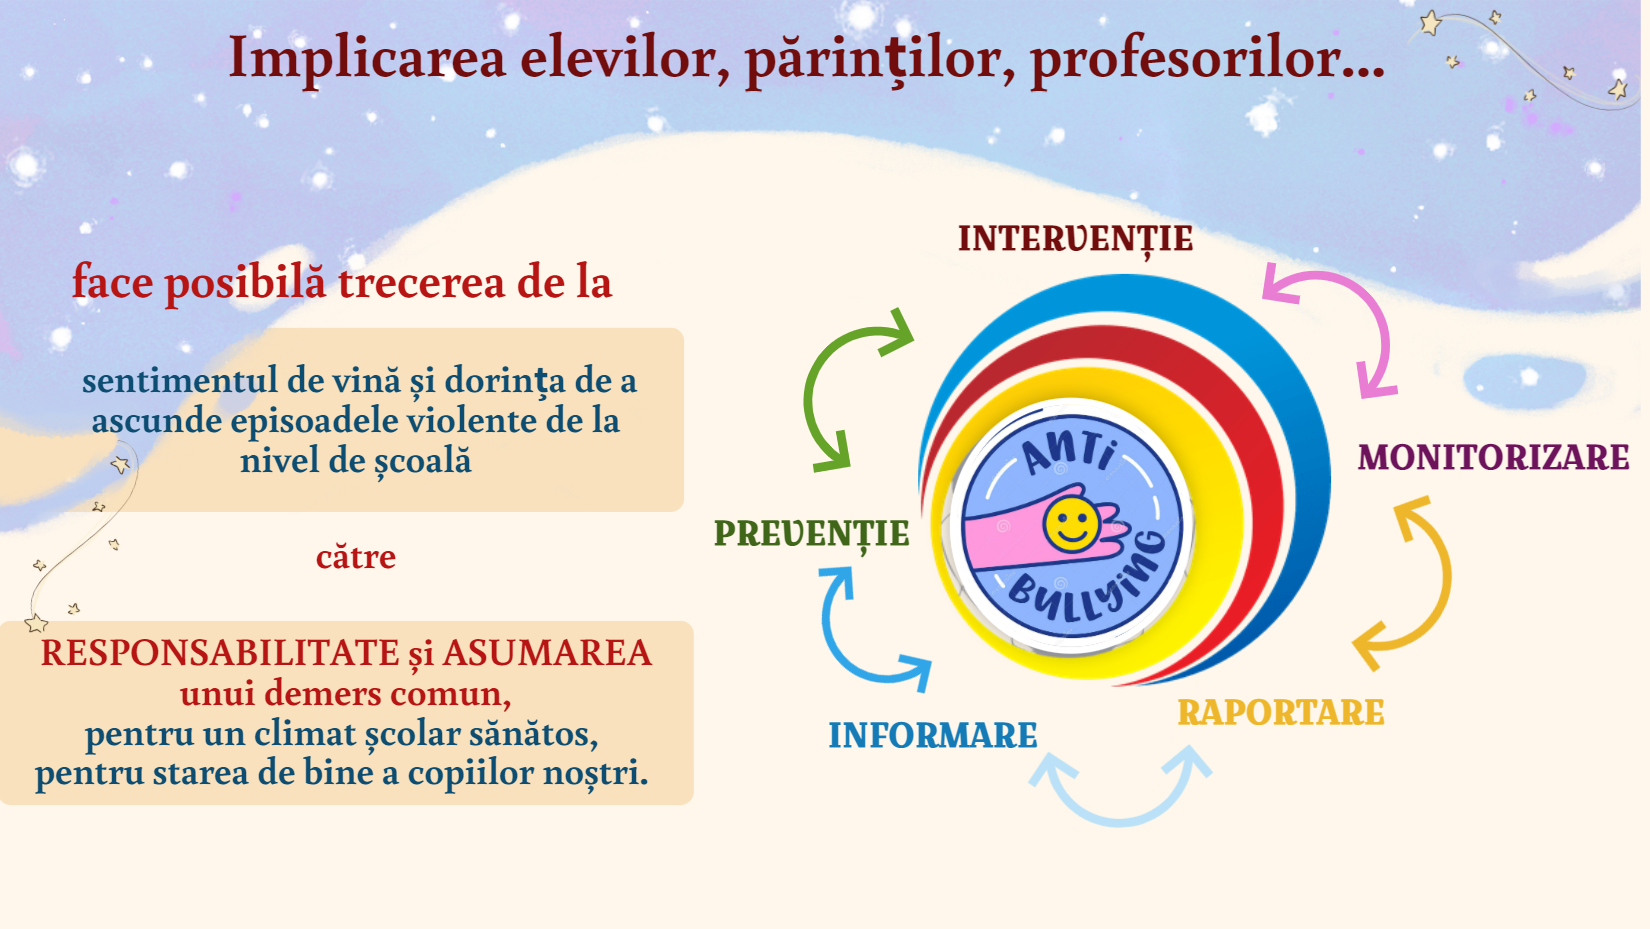 Implicarea elevilor, părinţilor, profesorilor...
face posibilă trecerea de la
sentimentul de vină și dorinţa de a
ascunde episoadele violente de la
nivel de școală
către
RESPONSABILITATE și ASUMAREA
unui demers comun,
pentru un climat școlar sănătos,
pentru starea de bine a copiilor noștri.
INTERVENȚIE
MONITORIZARE
PREVENȚIE
ANTi
BULLYiNG
RAPORTARE
INFORMARE